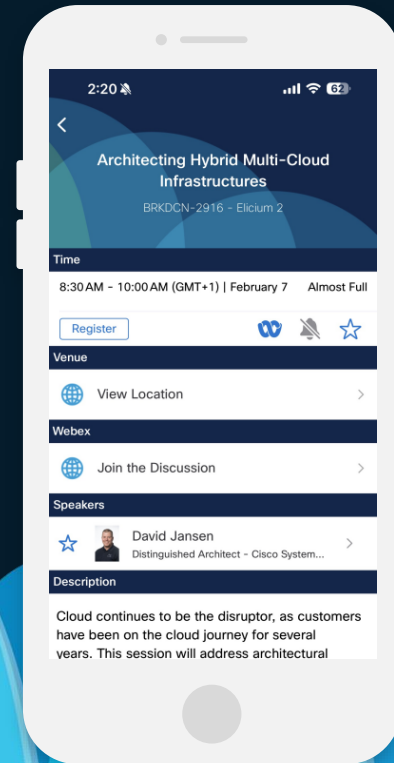 2:20
62
Architecting Hybrid Multi-Cloud
Infrastructures
BRKDCN-2916 - Elicium 2
Time
8:30 AM - 10:00 AM (GMT+1) | February 7 Almost Full
Register
Venue
View Location
Webex
Join the Discussion
Speakers
David Jansen
Distinguished Architect - Cisco System...
Description
Cloud continues to be the disruptor, as customers
have been on the cloud journey for several
years. This session will address architectural